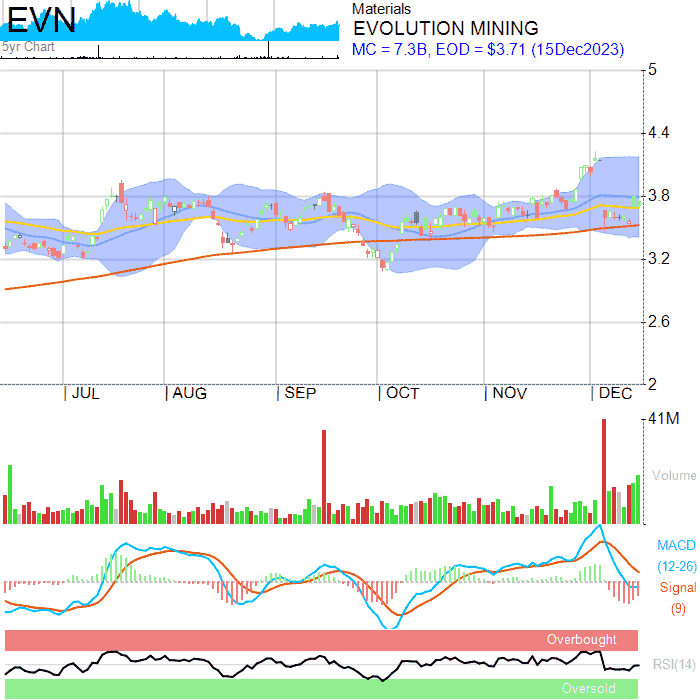 EVN
5yr Chart
Materials
EVOLUTION MINING
MC = 7.3B, EOD = $3.71 (15Dec2023)
5
4.4
3.8
3.2
2.6
2
| JUL | AUG | SEP | OCT | NOV | DEC
41M
Volume
MACD
(12-26)
Signal
(9)
Overbought
RSI(14)
Oversold